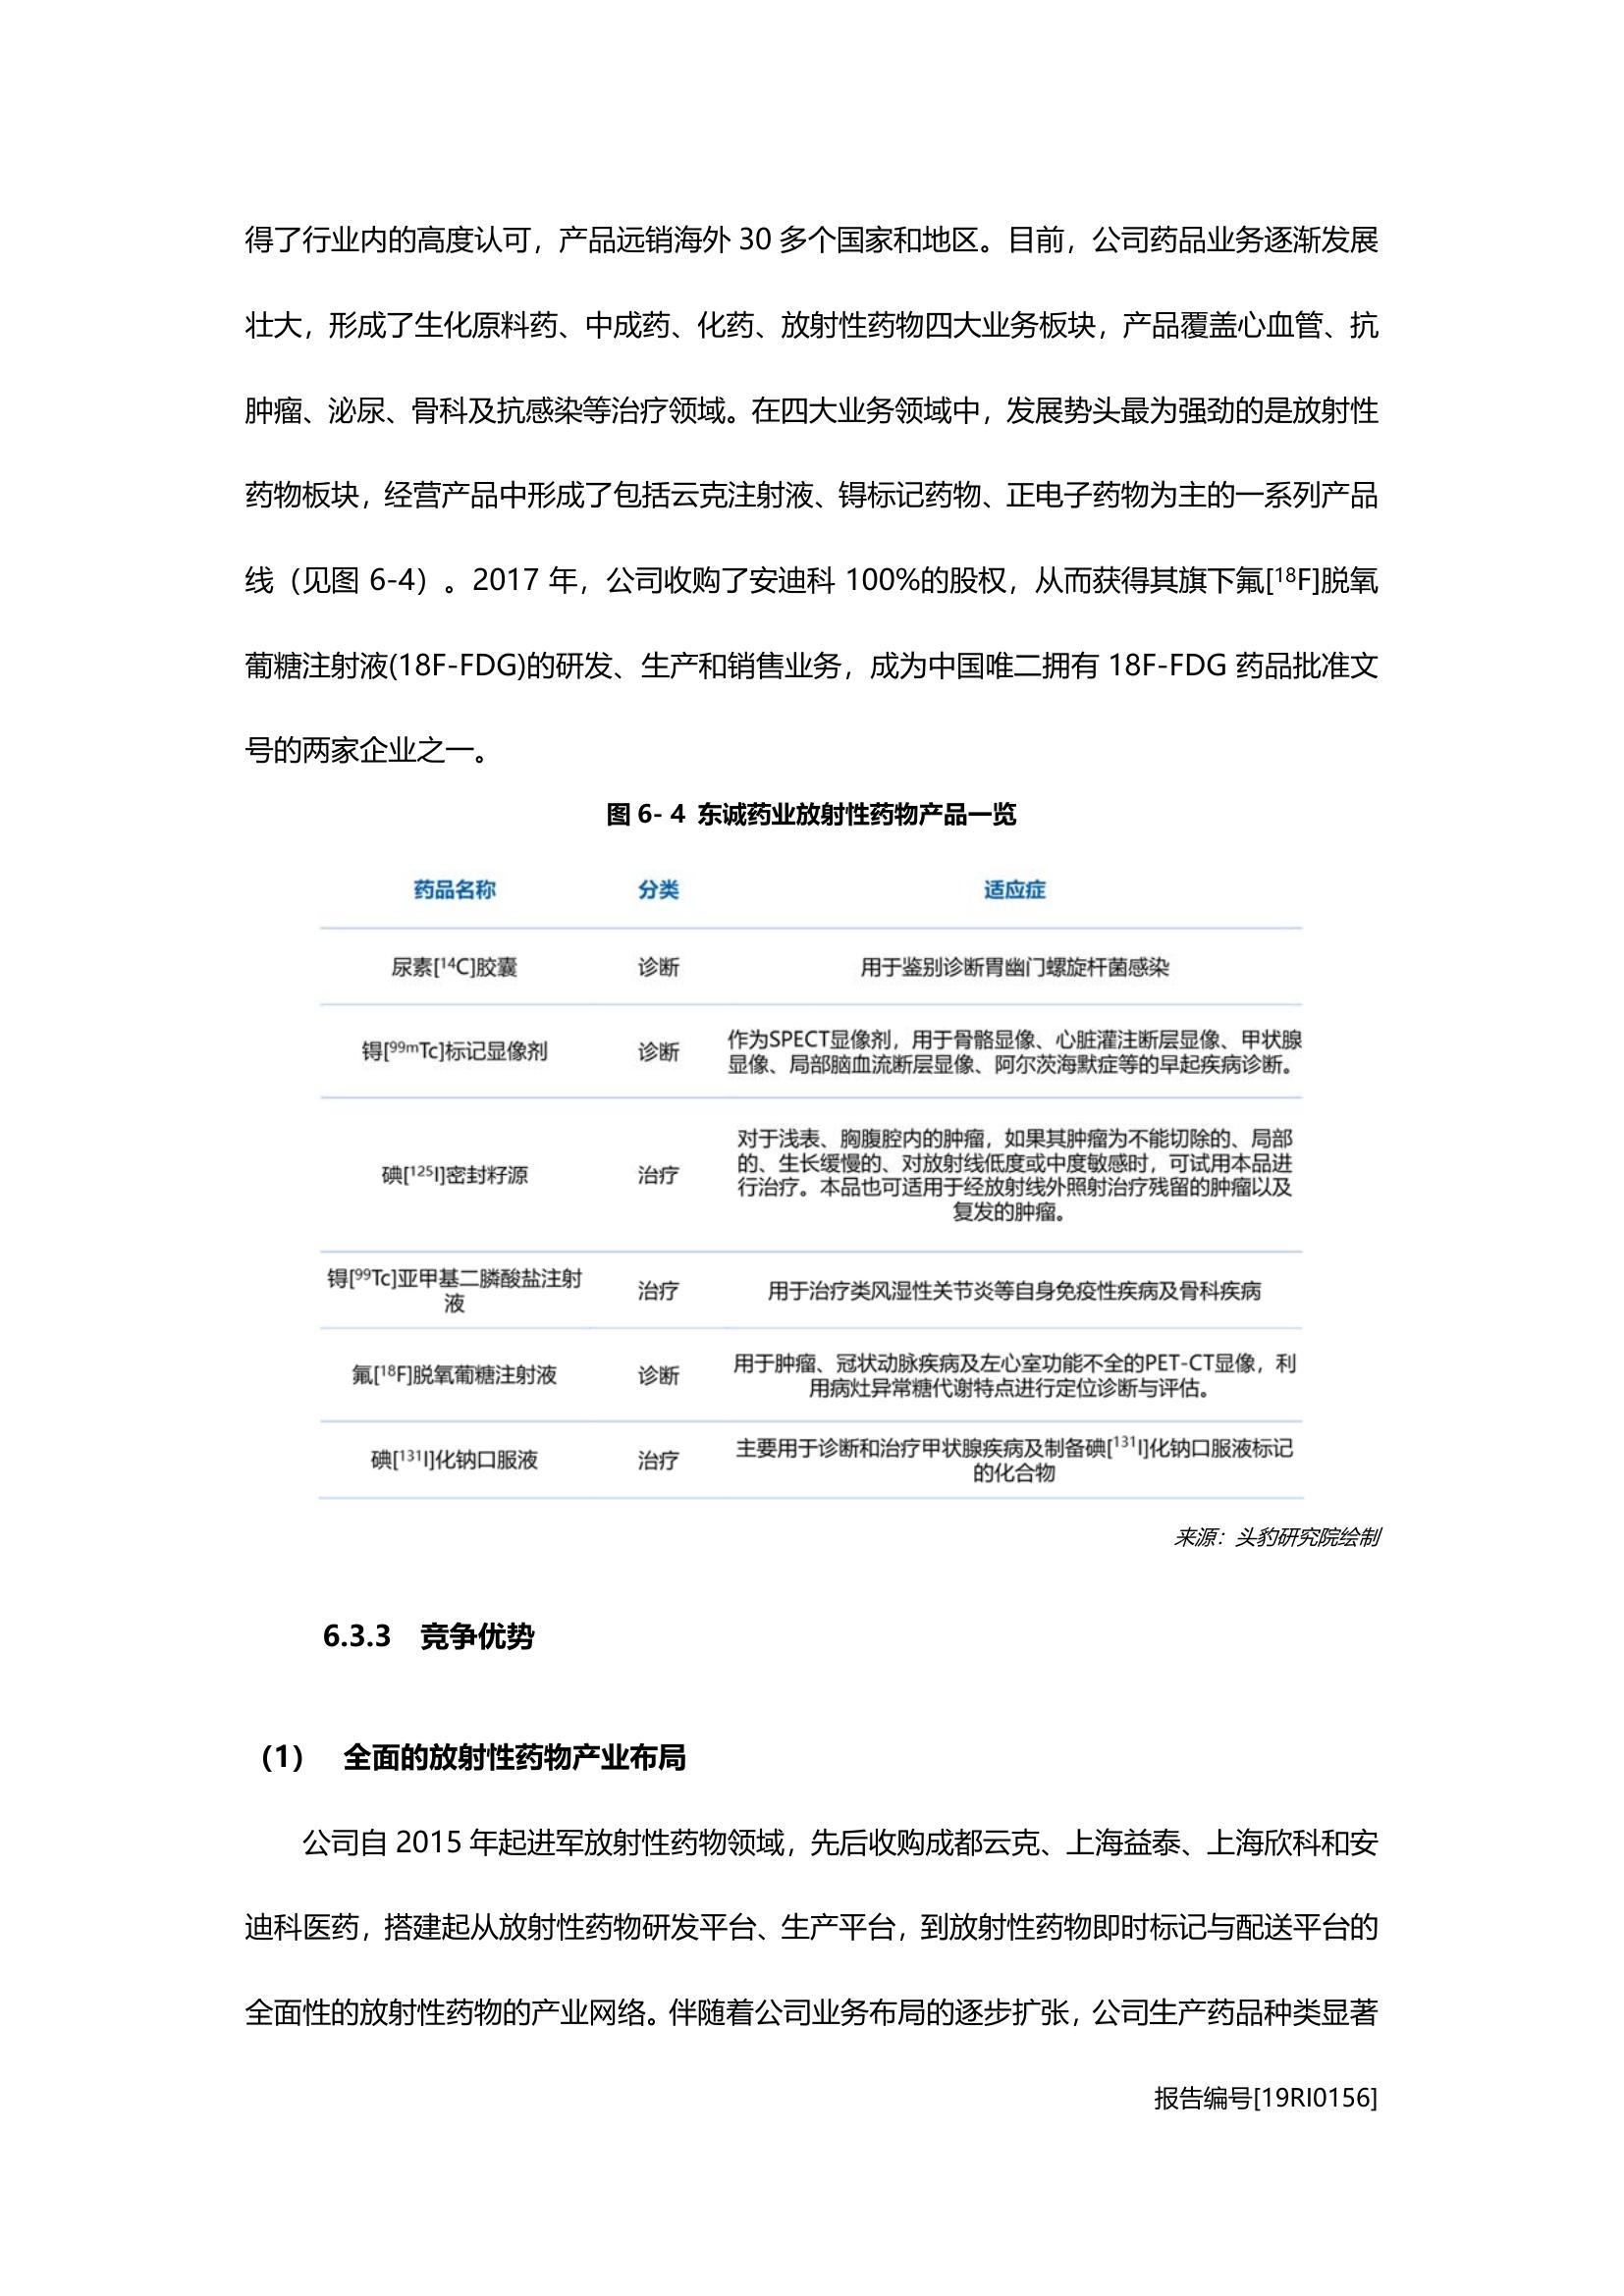 得了行业内的高度认可，产品远销海外 30 多个国家和地区。目前，公司药品业务逐渐发展
壮大，形成了生化原料药、中成药、化药、放射性药物四大业务板块，产品覆盖心血管、抗
肿瘤、泌尿、骨科及抗感染等治疗领域。在四大业务领域中，发展势头最为强劲的是放射性
药物板块，经营产品中形成了包括云克注射液、锝标记药物、正电子药物为主的一系列产品
线（见图 6-4）。2017 年，公司收购了安迪科 100%的股权，从而获得其旗下氟[¹⁸F]脱氧
葡糖注射液(18F-FDG)的研发、生产和销售业务，成为中国唯二拥有 18F-FDG 药品批准文
号的两家企业之一。
图 6- 4 东诚药业放射性药物产品一览
药品名称 分类 适应症
尿素[¹⁴C]胶囊 诊断 用于鉴别诊断胃幽门螺旋杆菌感染
锝[⁹⁹ᵐTc]标记显像剂 诊断 作为SPECT显像剂，用于骨骼显像、心脏灌注断层显像、甲状腺
显像、局部脑血流断层显像、阿尔茨海默症等的早起疾病诊断。
碘[¹²⁵I]密封籽源 治疗 对于浅表、胸腹腔内的肿瘤，如果其肿瘤为不能切除的、局部
的、生长缓慢的、对放射线低度或中度敏感时，可试用本品进
行治疗。本品也可适用于经放射线外照射治疗残留的肿瘤以及
复发的肿瘤。
锝[⁹⁹Tc]亚甲基二膦酸盐注射
液 治疗 用于治疗类风湿性关节炎等自身免疫性疾病及骨科疾病
氟[¹⁸F]脱氧葡糖注射液 诊断 用于肿瘤、冠状动脉疾病及左心室功能不全的PET-CT显像，利
用病灶异常糖代谢特点进行定位诊断与评估。
碘[¹³¹I]化钠口服液 治疗 主要用于诊断和治疗甲状腺疾病及制备碘[¹³¹I]化钠口服液标记
的化合物
来源：头豹研究院绘制
6.3.3 竞争优势
（1） 全面的放射性药物产业布局
公司自 2015 年起进军放射性药物领域，先后收购成都云克、上海益泰、上海欣科和安
迪科医药，搭建起从放射性药物研发平台、生产平台，到放射性药物即时标记与配送平台的
全面性的放射性药物的产业网络。伴随着公司业务布局的逐步扩张，公司生产药品种类显著
报告编号[19RI0156]